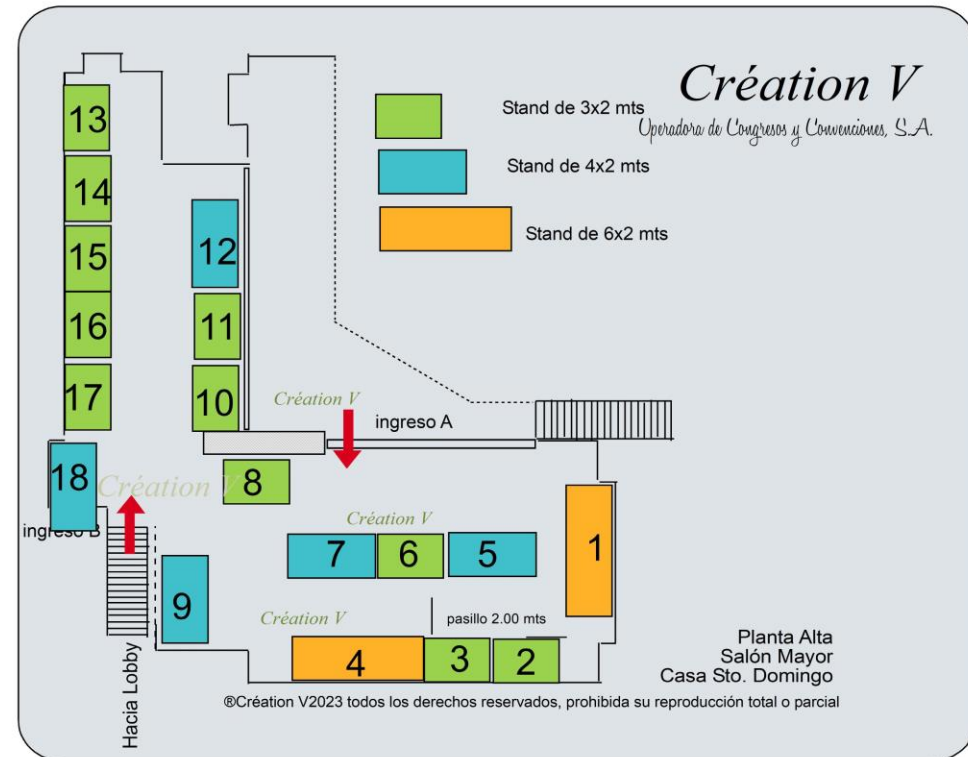 Création V
Operadora de Congresos y Convenciones, S.A.
Stand de 3x2 mts
Stand de 4x2 mts
Stand de 6x2 mts
13
14
15
16
17
12
11
10
Création V
ingreso A
18
Création V
8
ingreso B
Création V
7
6
5
1
9
Création V
pasillo 2.00 mts
4
3
2
Hacia Lobby
Planta Alta
Salón Mayor
Casa Sto. Domingo
®Création V2023 todos los derechos reservados, prohibida su reproducción total o parcial